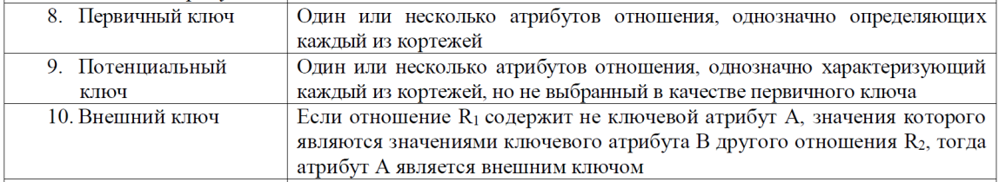 8. Первичный ключ
Один или несколько атрибутов отношения, однозначно определяющих
каждый из кортежей
9. Потенциальный
ключ
Один или несколько атрибутов отношения, однозначно характеризующий
каждый из кортежей, но не выбранный в качестве первичного ключа
10. Внешний ключ
Если отношение R₁ содержит не ключевой атрибут А, значения которого
являются значениями ключевого атрибута В другого отношения R₂, тогда
атрибут А является внешним ключом